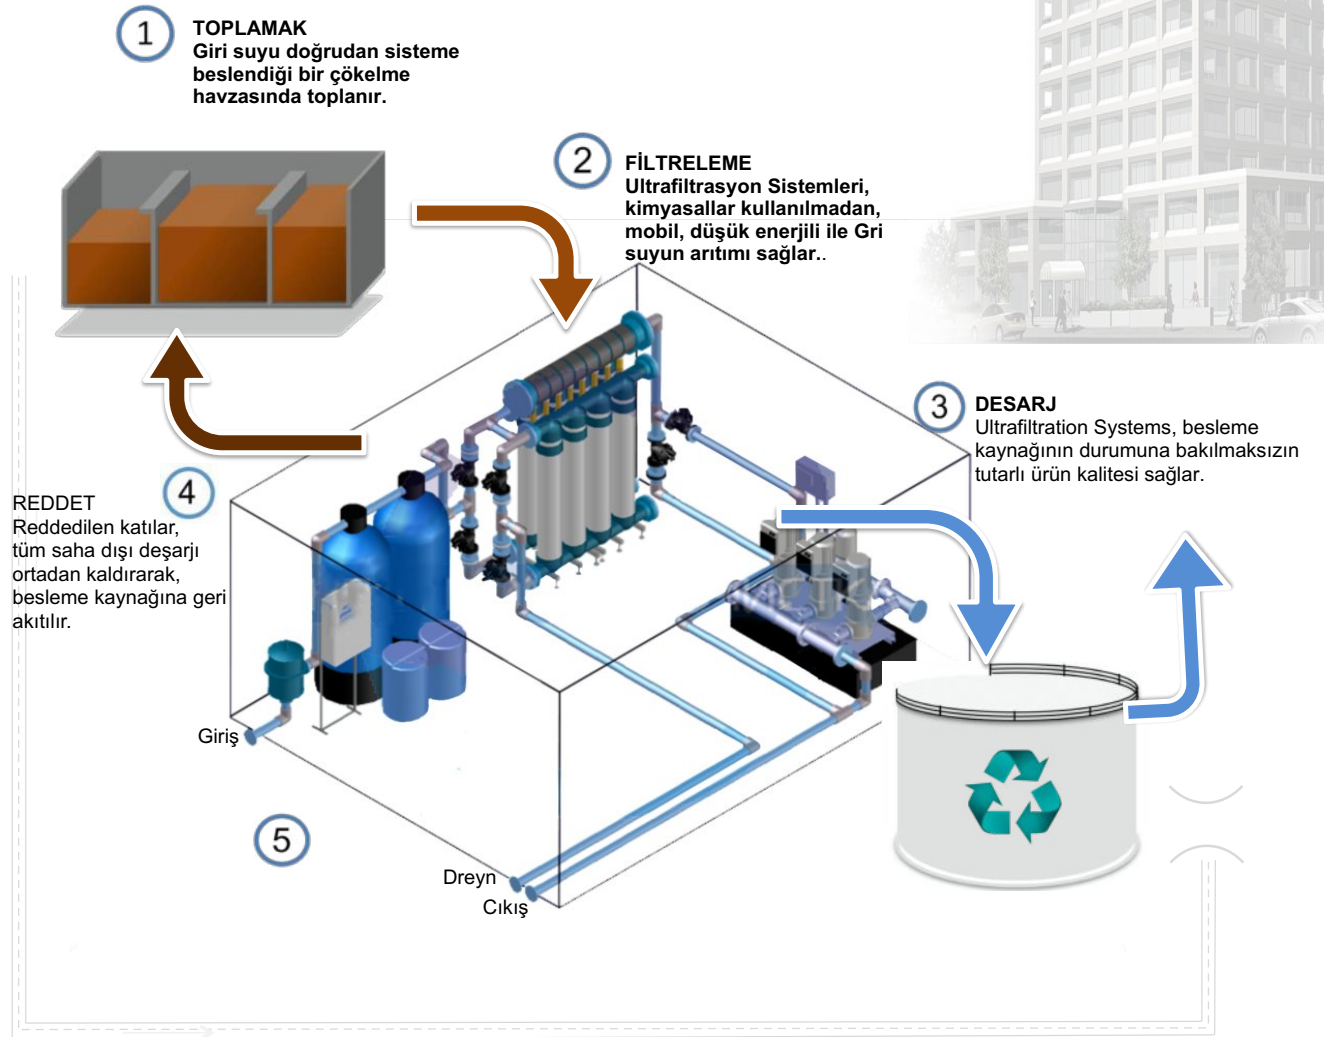 1
TOPLAMAK
Giri suyu doğrudan sisteme
beslendiği bir çökelme
havzasında toplanır.
2
FİLTRELEME
Ultrafiltrasyon Sistemleri,
kimyasallar kullanılmadan,
mobil, düşük enerjili ile Gri
suyun arıtımı sağlar..
3
DESARJ
Ultrafiltration Systems, besleme
kaynağının durumuna bakılmaksızın
tutarlı ürün kalitesi sağlar.
4
REDDET
Reddedilen katılar,
tüm saha dışı deşarjı
ortadan kaldırarak,
besleme kaynağına geri
akıtılır.
Giriş
5
Dreyn
Cıkış